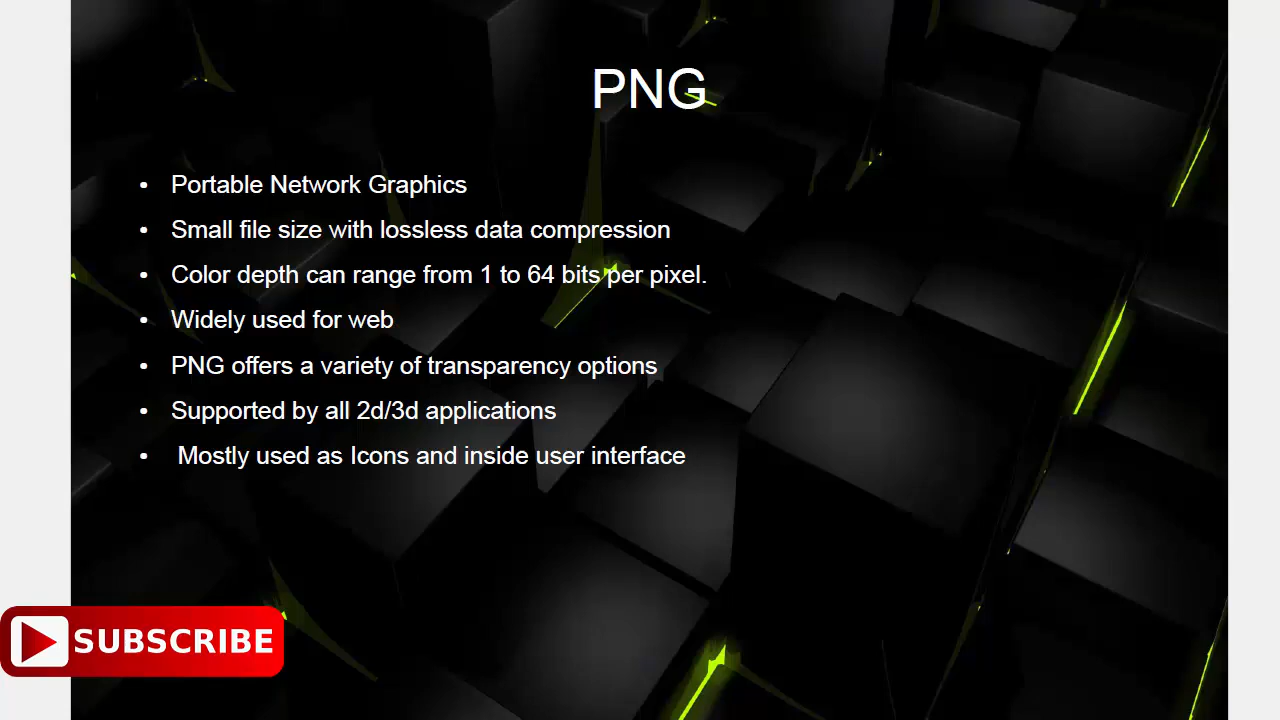 PNG
• Portable Network Graphics
• Small file size with lossless data compression
• Color depth can range from 1 to 64 bits per pixel.
• Widely used for web
• PNG offers a variety of transparency options
• Supported by all 2d/3d applications
• Mostly used as Icons and inside user interface
SUBSCRIBE